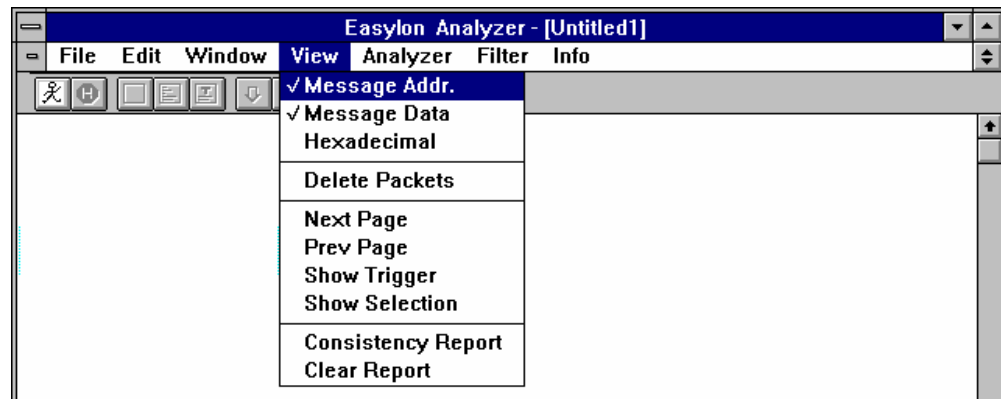 Easylon Analyzer - [Untitled1]
File Edit Window View Analyzer Filter Info
H
✓ Message Addr.
✓ Message Data
Hexadecimal
Delete Packets
Next Page
Prev Page
Show Trigger
Show Selection
Consistency Report
Clear Report